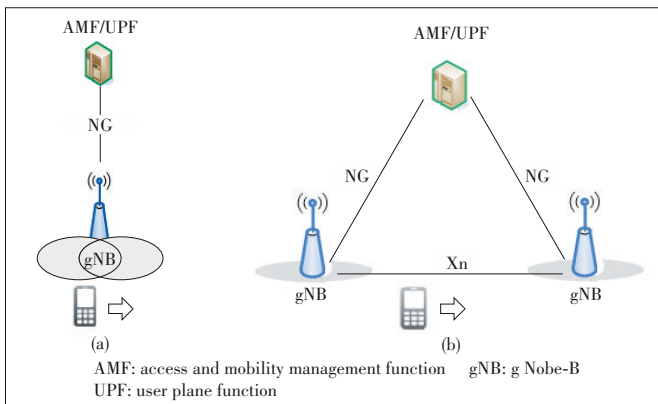 AMF/UPF
NG
gNB
(a)
AMF/UPF
NG
NG
Xn
gNB
gNB
(b)
AMF: access and mobility management function gNB: g Nobe-B
UPF: user plane function